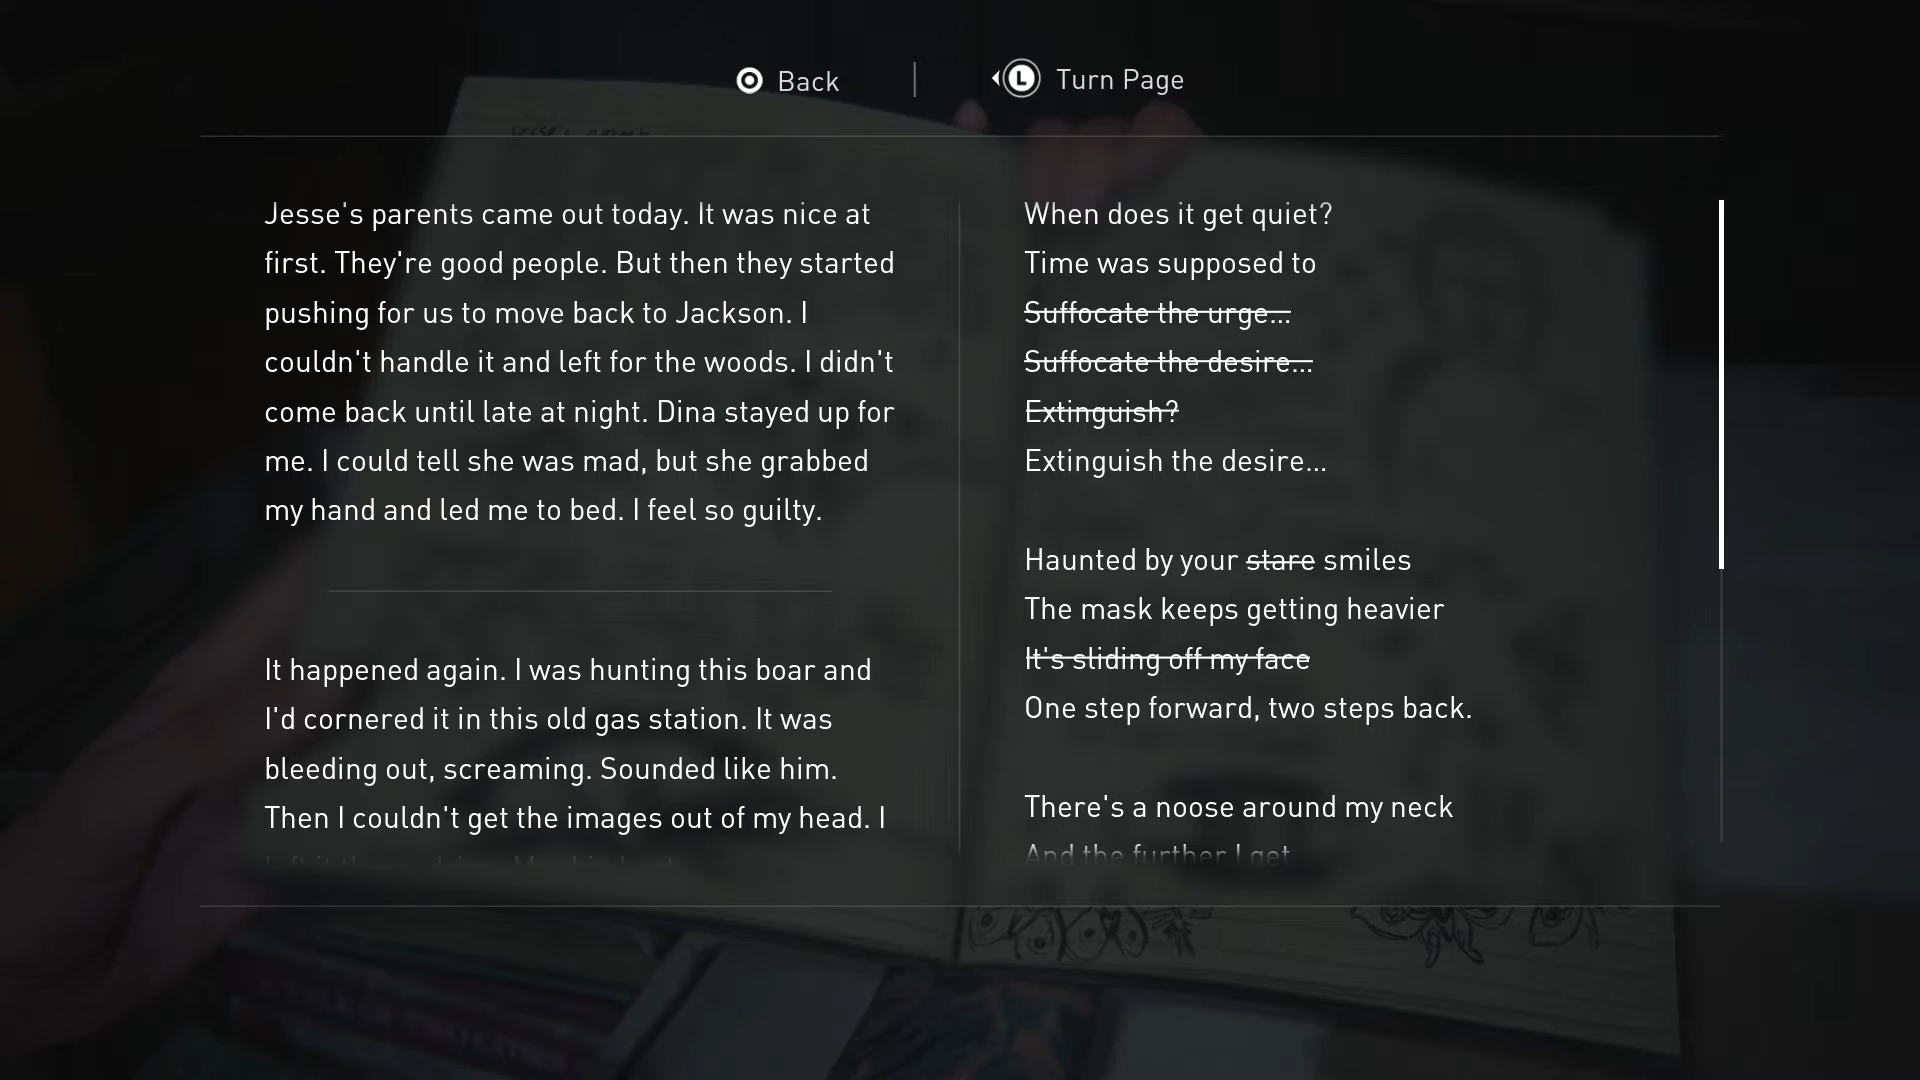 Back
L Turn Page
Jesse's parents came out today. It was nice at
first. They're good people. But then they started
pushing for us to move back to Jackson. I
couldn't handle it and left for the woods. I didn't
come back until late at night. Dina stayed up for
me. I could tell she was mad, but she grabbed
my hand and led me to bed. I feel so guilty.
It happened again. I was hunting this boar and
I'd cornered it in this old gas station. It was
bleeding out, screaming. Sounded like him.
Then I couldn't get the images out of my head. I
When does it get quiet?
Time was supposed to
Suffocate the urge...
Suffocate the desire...
Extinguish?
Extinguish the desire...
Haunted by your stare smiles
The mask keeps getting heavier
It's sliding off my face
One step forward, two steps back.
There's a noose around my neck
And the further I get